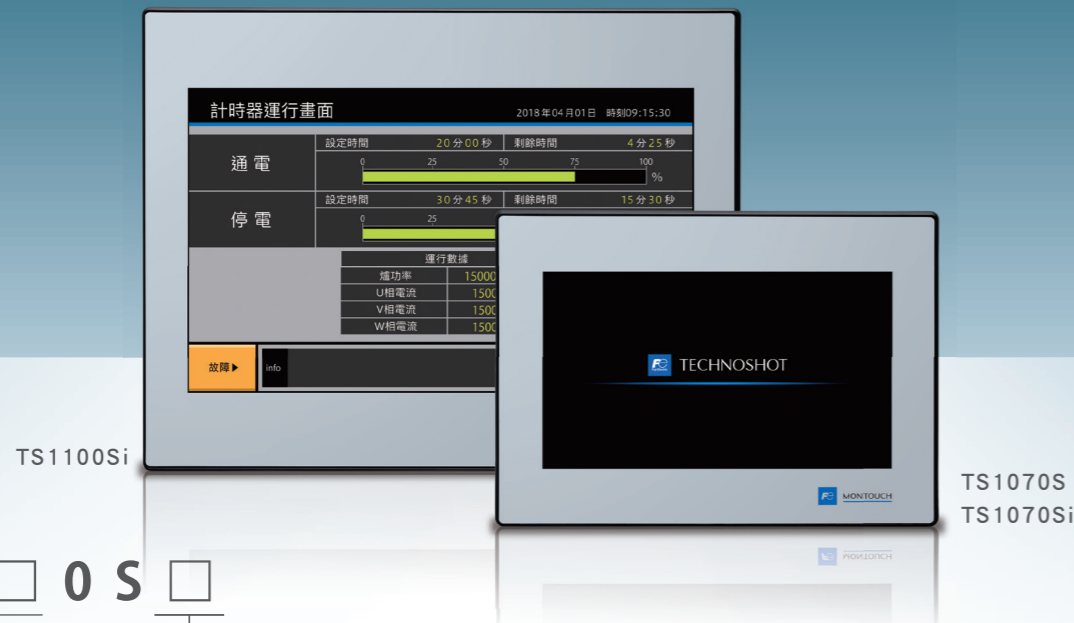 計時器運行畫面
2018年04月01日 時刻09:15:30
通電
設定時間 20分00秒 剩餘時間 4分25秒
0 25 50 75 100
%
停電
設定時間 30分45秒 剩餘時間 15分30秒
0 25
運行數據
爐功率 15000
U相電流 1500
V相電流 1500
W相電流 1500
故障▶ info
TECHNOSHOT
MONTOUCH
TS1100Si
TS1070S
TS1070Si
□ 0 S □